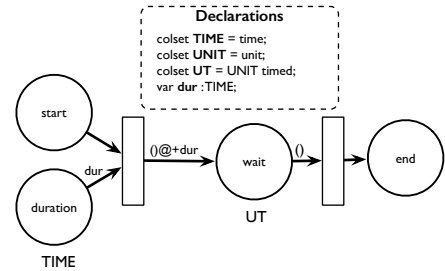 Declarations
colset TIME = time;
colset UNIT = unit;
colset UT = UNIT timed;
var dur : TIME;
start
()@+dur
wait
()
end
dur
duration
UT
TIME